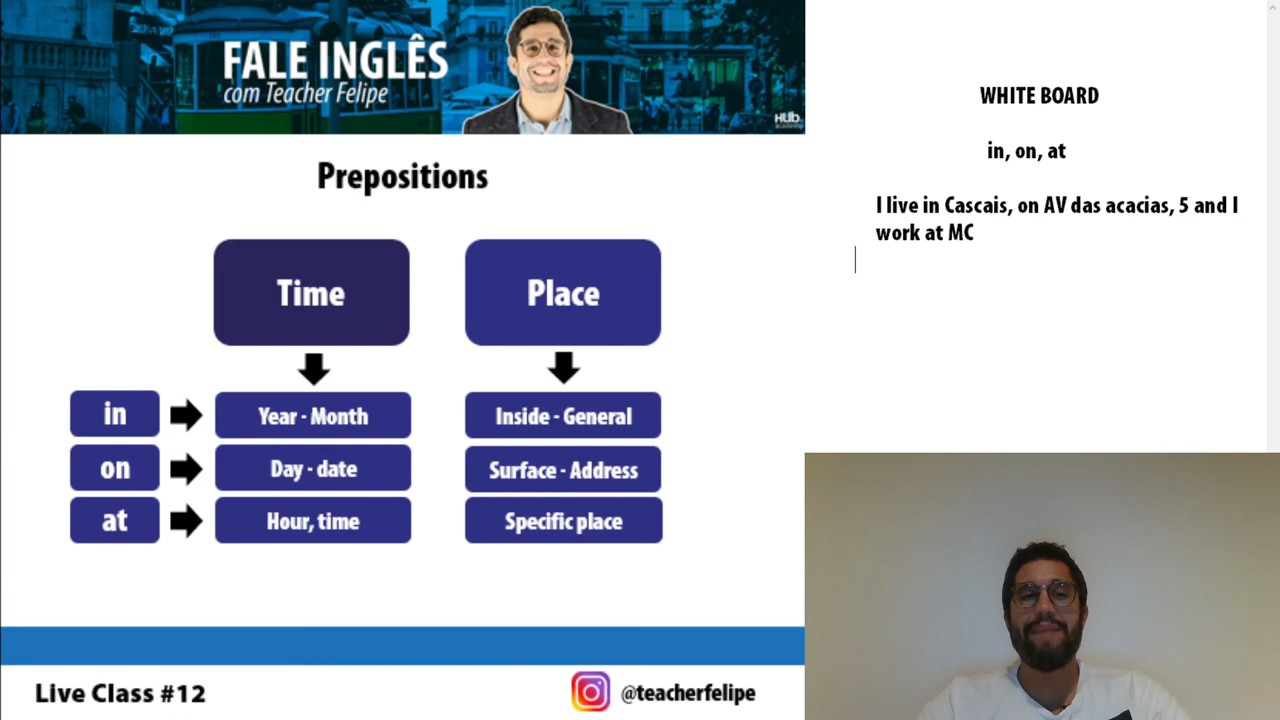 FALE INGLÊS
com Teacher Felipe
HUb
academy
Prepositions
Time
Place
in
Year - Month
Inside - General
on
Day - date
Surface - Address
at
Hour, time
Specific place
Live Class #12
@teacherfelipe
WHITE BOARD
in, on, at
I live in Cascais, on AV das acacias, 5 and I
work at MC